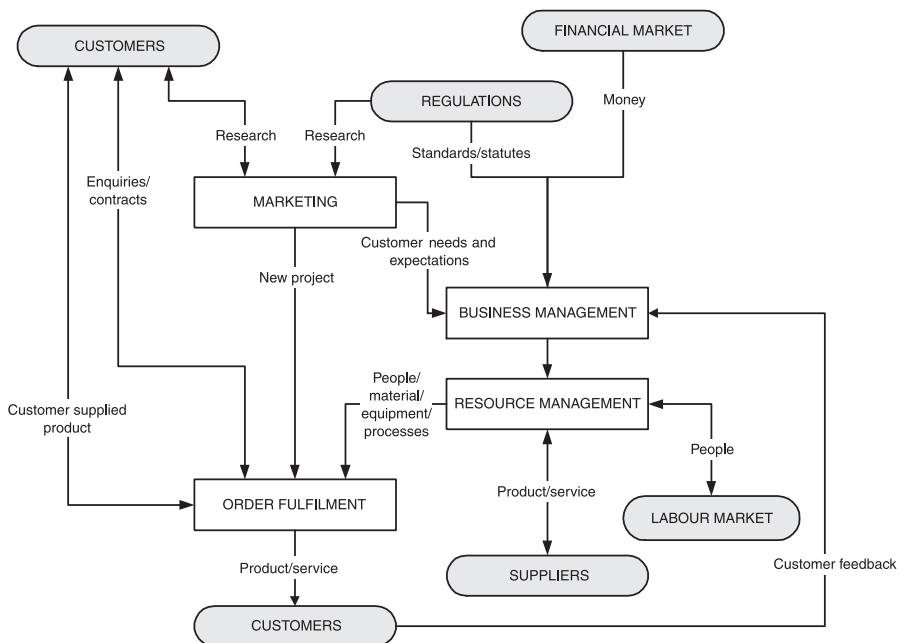 FINANCIAL MARKET
CUSTOMERS
REGULATIONS
Money
Research
Research
Standards/statutes
Enquiries/
contracts
MARKETING
Customer needs and
expectations
New project
BUSINESS MANAGEMENT
People/
material/
equipment/
processes
RESOURCE MANAGEMENT
Customer supplied
product
People
Product/service
ORDER FULFILMENT
LABOUR MARKET
Product/service
SUPPLIERS
Customer feedback
CUSTOMERS